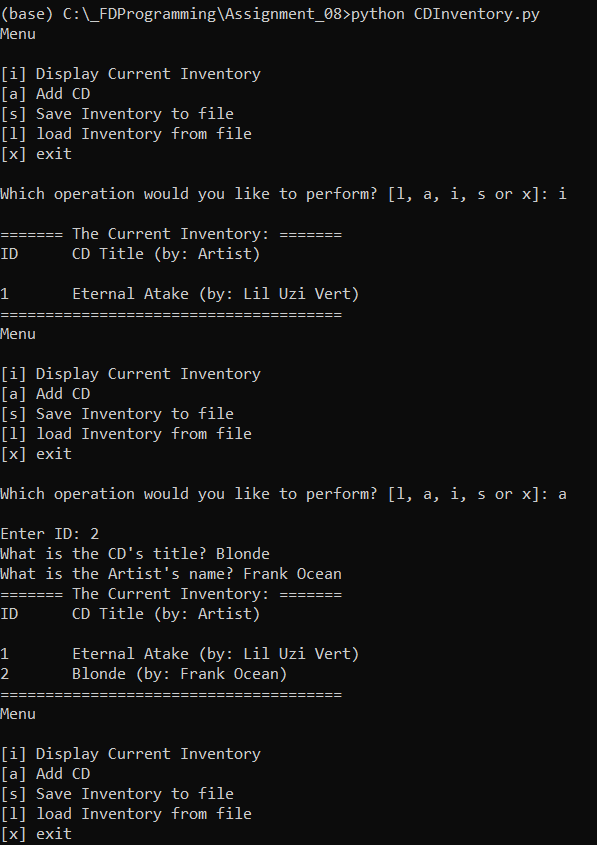 (base) C:\_FDProgramming\Assignment_08>python CDInventory.py
Menu
[i] Display Current Inventory
[a] Add CD
[s] Save Inventory to file
[l] load Inventory from file
[x] exit
Which operation would you like to perform? [l, a, i, s or x]: i
======= The Current Inventory: =======
ID      CD Title (by: Artist)
1       Eternal Atake (by: Lil Uzi Vert)
======================================
Menu
[i] Display Current Inventory
[a] Add CD
[s] Save Inventory to file
[l] load Inventory from file
[x] exit
Which operation would you like to perform? [l, a, i, s or x]: a
Enter ID: 2
What is the CD's title? Blonde
What is the Artist's name? Frank Ocean
======= The Current Inventory: =======
ID      CD Title (by: Artist)
1       Eternal Atake (by: Lil Uzi Vert)
2       Blonde (by: Frank Ocean)
======================================
Menu
[i] Display Current Inventory
[a] Add CD
[s] Save Inventory to file
[l] load Inventory from file
[x] exit